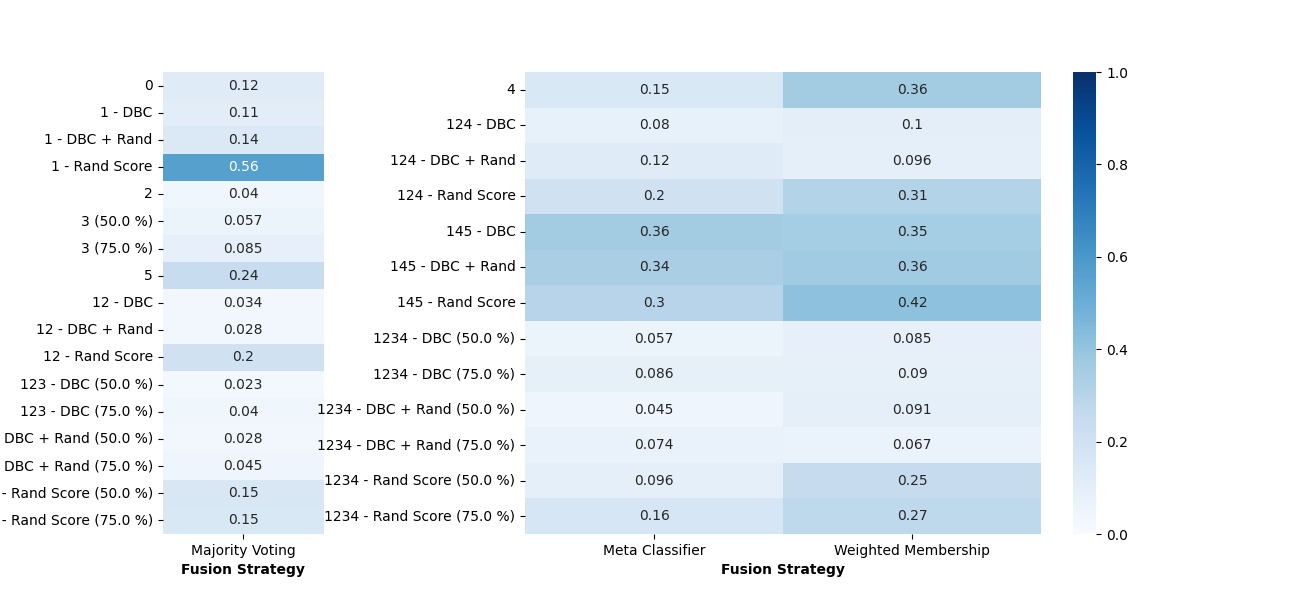 0 0.12
1 - DBC 0.11
1 - DBC + Rand 0.14
1 - Rand Score 0.56
2 0.04
3 (50.0 %) 0.057
3 (75.0 %) 0.085
5 0.24
12 - DBC 0.034
12 - DBC + Rand 0.028
12 - Rand Score 0.2
123 - DBC (50.0 %) 0.023
123 - DBC (75.0 %) 0.04
DBC + Rand (50.0 %) 0.028
DBC + Rand (75.0 %) 0.045
- Rand Score (50.0 %) 0.15
- Rand Score (75.0 %) 0.15
Majority Voting
Fusion Strategy
4 0.15 0.36
124 - DBC 0.08 0.1
124 - DBC + Rand 0.12 0.096
124 - Rand Score 0.2 0.31
145 - DBC 0.36 0.35
145 - DBC + Rand 0.34 0.36
145 - Rand Score 0.3 0.42
1234 - DBC (50.0 %) 0.057 0.085
1234 - DBC (75.0 %) 0.086 0.09
1234 - DBC + Rand (50.0 %) 0.045 0.091
1234 - DBC + Rand (75.0 %) 0.074 0.067
1234 - Rand Score (50.0 %) 0.096 0.25
1234 - Rand Score (75.0 %) 0.16 0.27
Meta Classifier Weighted Membership
Fusion Strategy
1.0
0.8
0.6
0.4
0.2
0.0